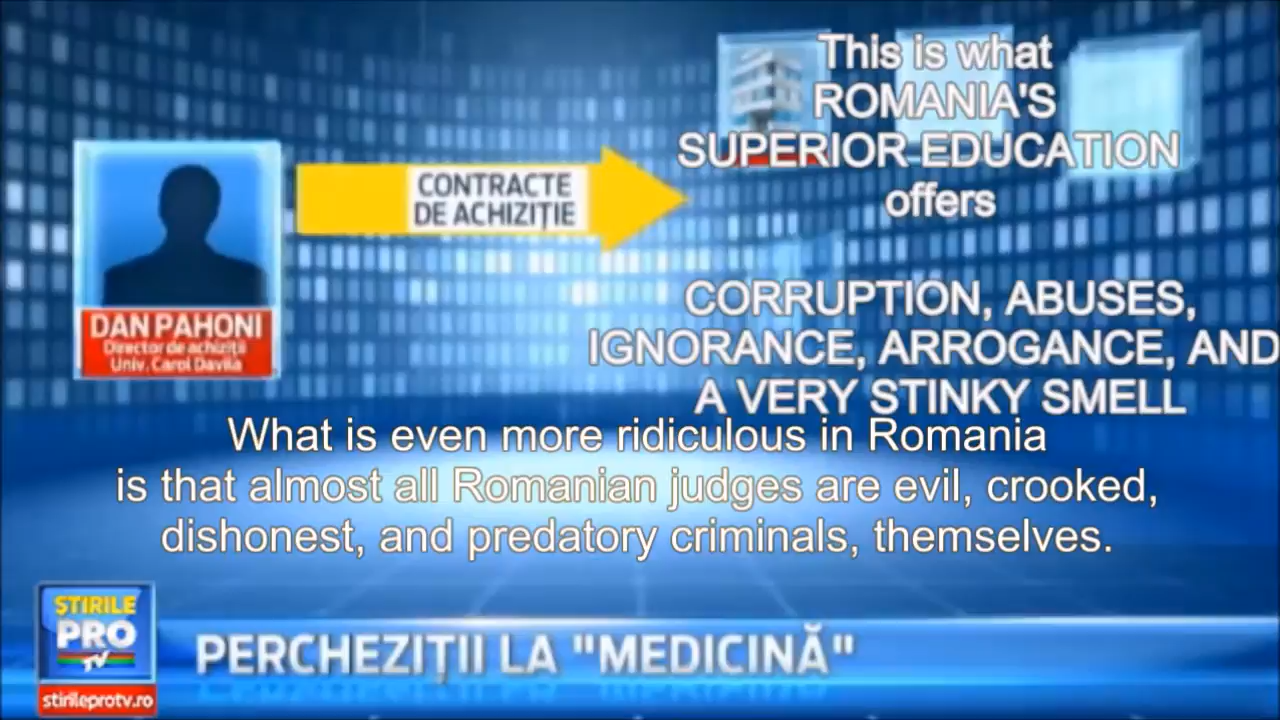 This is what
ROMANIA'S
SUPERIOR EDUCATION
offers
CONTRACTE
DE ACHIZIȚIE
DAN PAHONI
Director de achiziții
Univ. Carol Davila
CORRUPTION, ABUSES,
IGNORANCE, ARROGANCE, AND
A VERY STINKY SMELL
What is even more ridiculous in Romania
is that almost all Romanian judges are evil, crooked,
dishonest, and predatory criminals, themselves.
ȘTIRILE
PRO
TV
stirileprotv.ro
PERCHEZIȚII LA "MEDICINĂ"